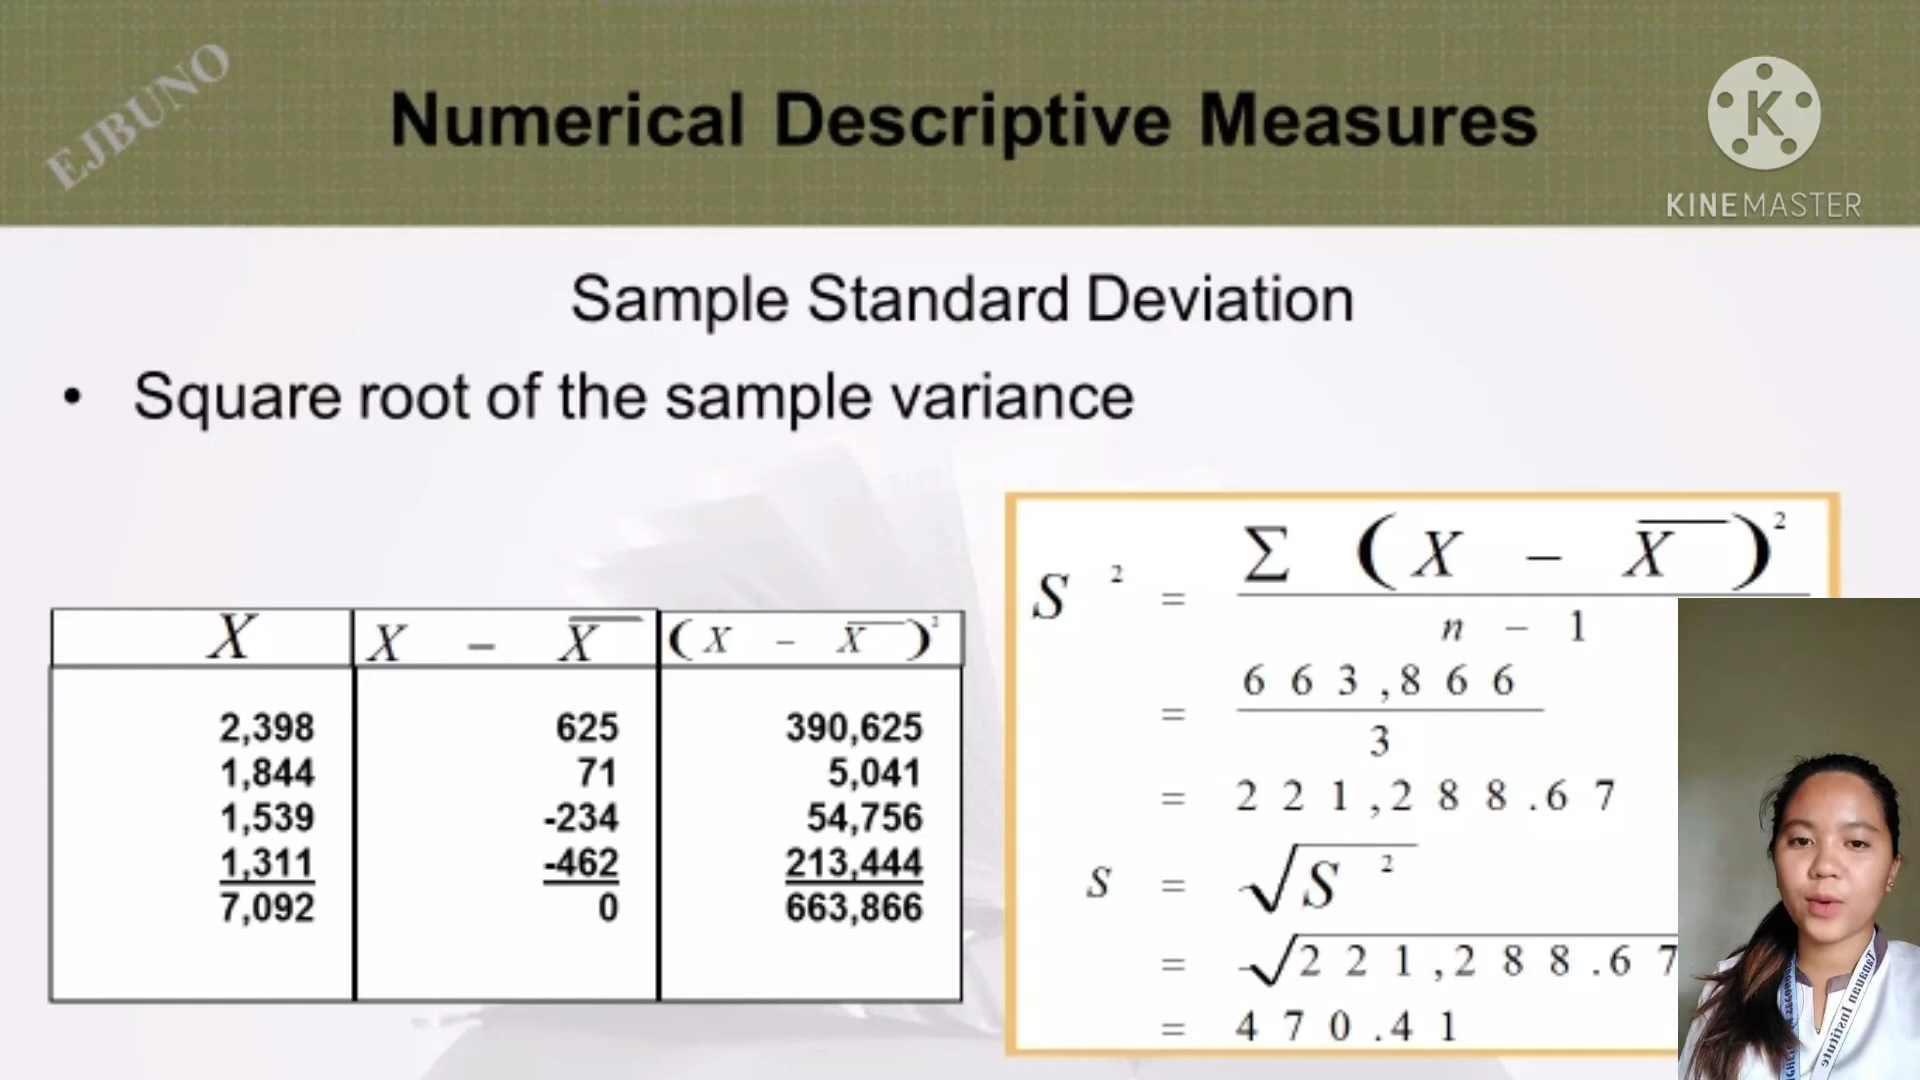 EJBUNO
Numerical Descriptive Measures
K
KINEMASTER
Sample Standard Deviation
• Square root of the sample variance
X | X − X̅ | (X − X̅)²
2,398 625 390,625
1,844 71 5,041
1,539 -234 54,756
1,311 -462 213,444
7,092 0 663,866
S² = Σ (X − X̅)² / n − 1
= 663,866 / 3
= 221,288.67
S = √S²
= √221,288.67
= 470.41
Tanauan Institute